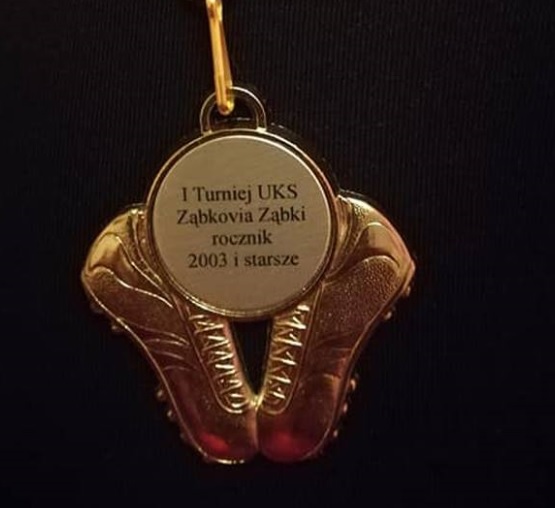 I Turniej UKS
Ząbkovia Ząbki
rocznik
2003 i starsze